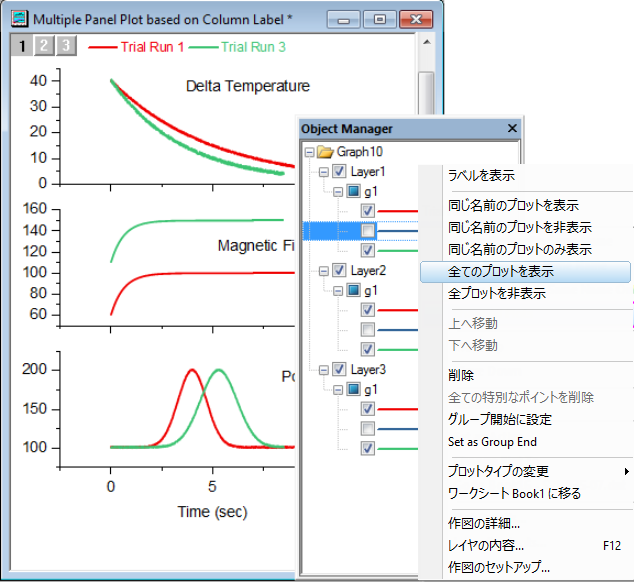 Multiple Panel Plot based on Column Label *
1 2 3
Trial Run 1 Trial Run 3
Delta Temperature
40
30
20
10
0
160
140
120
100
80
60
Magnetic Fi
200
150
100
Po
0 5
Time (sec)
Object Manager
Graph10
Layer1
g1
Layer2
g1
Layer3
g1
ラベルを表示
同じ名前のプロットを表示
同じ名前のプロットを非表示
同じ名前のプロットのみ表示
全てのプロットを表示
全プロットを非表示
上へ移動
下へ移動
削除
全ての特別なポイントを削除
グループ開始に設定
Set as Group End
プロットタイプの変更
ワークシート Book1 に移る
作図の詳細...
レイヤの内容... F12
作図のセットアップ...